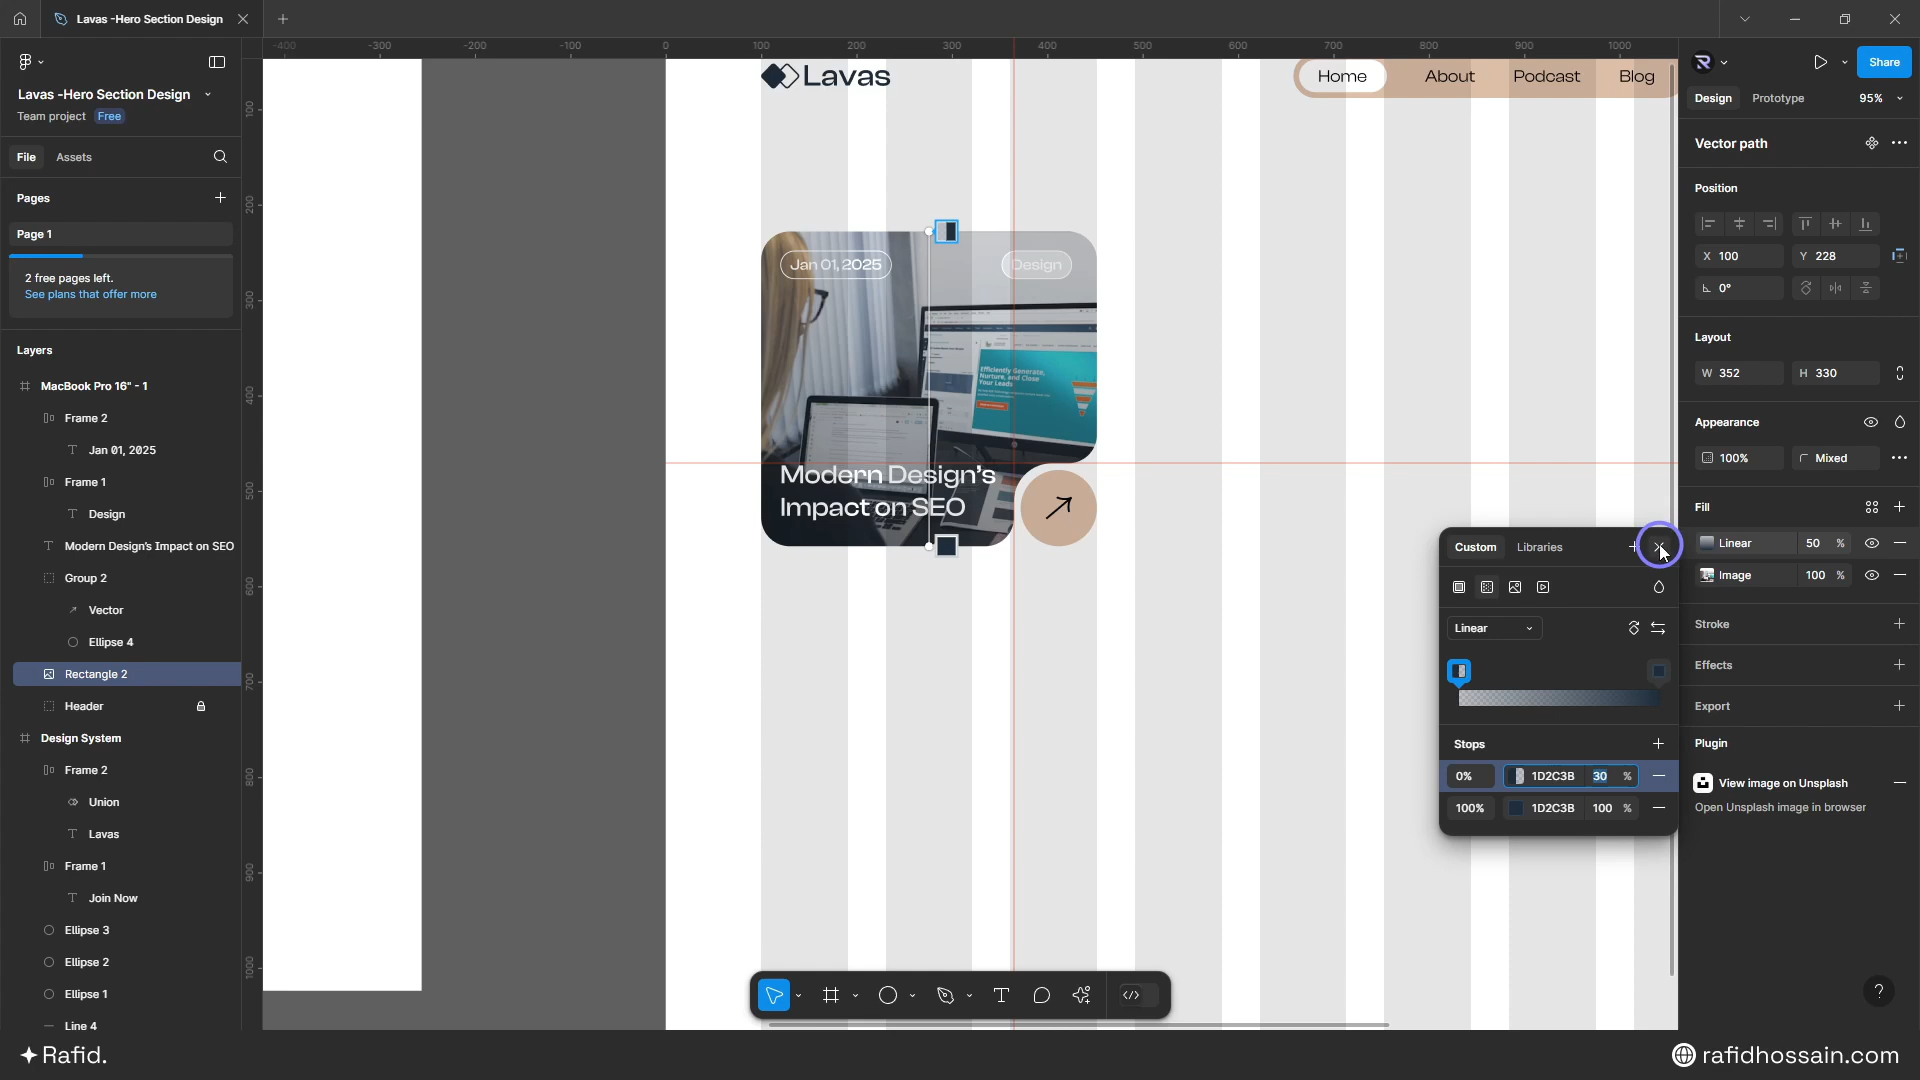 Lavas -Hero Section Design
Lavas -Hero Section Design
Team project Free
File Assets
Pages
Page 1
2 free pages left.
See plans that offer more
Layers
MacBook Pro 16" - 1
Frame 2
Jan 01, 2025
Frame 1
Design
Modern Design's Impact on SEO
Group 2
Vector
Ellipse 4
Rectangle 2
Header
Design System
Frame 2
Union
Lavas
Frame 1
Join Now
Ellipse 3
Ellipse 2
Ellipse 1
Line 4
-400 -300 -200 -100 0 100 200 300 400 500 600 700 800 900 1000
100
200
300
400
500
600
700
800
900
1000
Lavas
Home About Podcast Blog
Jan 01, 2025
Design
Efficiently Generate,
Nurture, and Close
Your Leads
Modern Design's
Impact on SEO
Custom Libraries
Linear
Stops
0% 1D2C3B 30 %
100% 1D2C3B 100 %
Share
Design Prototype 95%
Vector path
Position
X 100 Y 228
0°
Layout
W 352 H 330
Appearance
100% Mixed
Fill
Linear 50 %
Image 100 %
Stroke
Effects
Export
Plugin
View image on Unsplash
Open Unsplash image in browser
?
Rafid.
rafidhossain.com